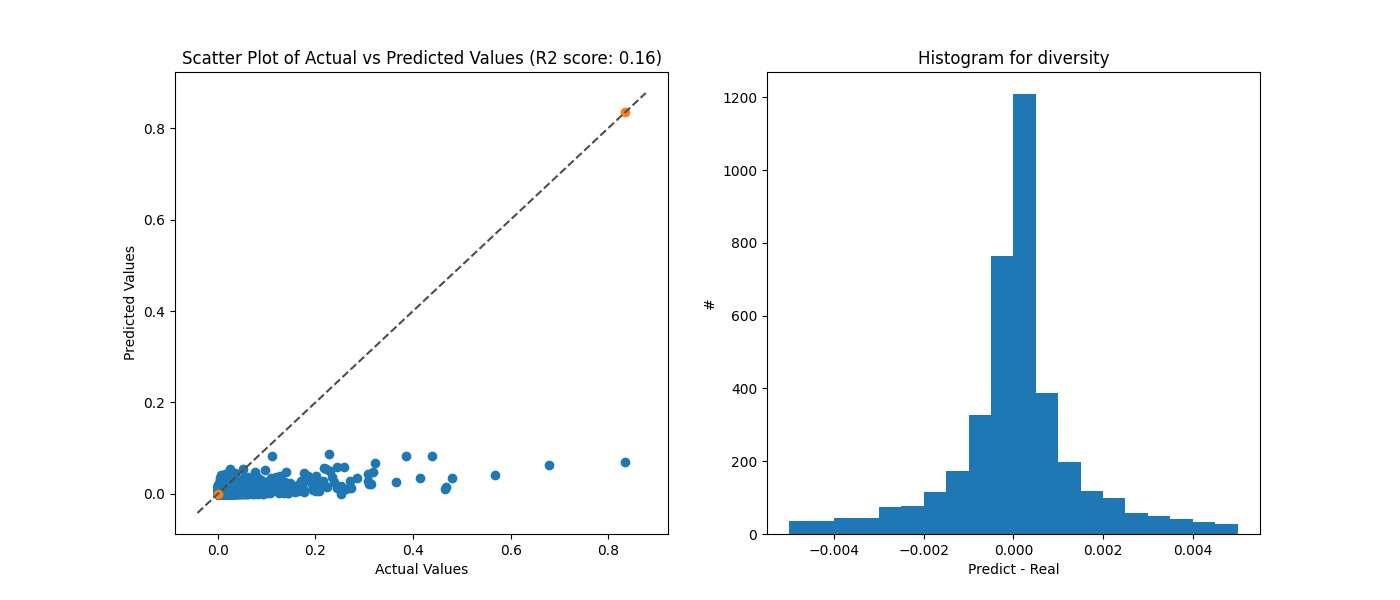 Scatter Plot of Actual vs Predicted Values (R2 score: 0.16)
Predicted Values
0.8
0.6
0.4
0.2
0.0
0.0 0.2 0.4 0.6 0.8
Actual Values
Histogram for diversity
#
1200
1000
800
600
400
200
0
−0.004 −0.002 0.000 0.002 0.004
Predict - Real